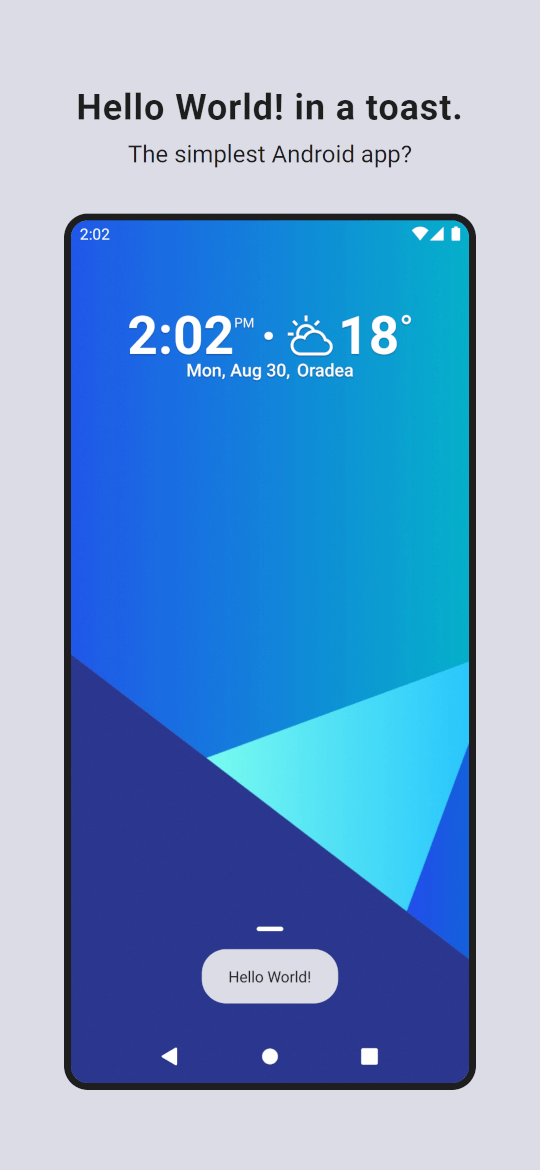 Hello World! in a toast.
The simplest Android app?
2:02
2:02 PM • 18°
Mon, Aug 30, Oradea
Hello World!